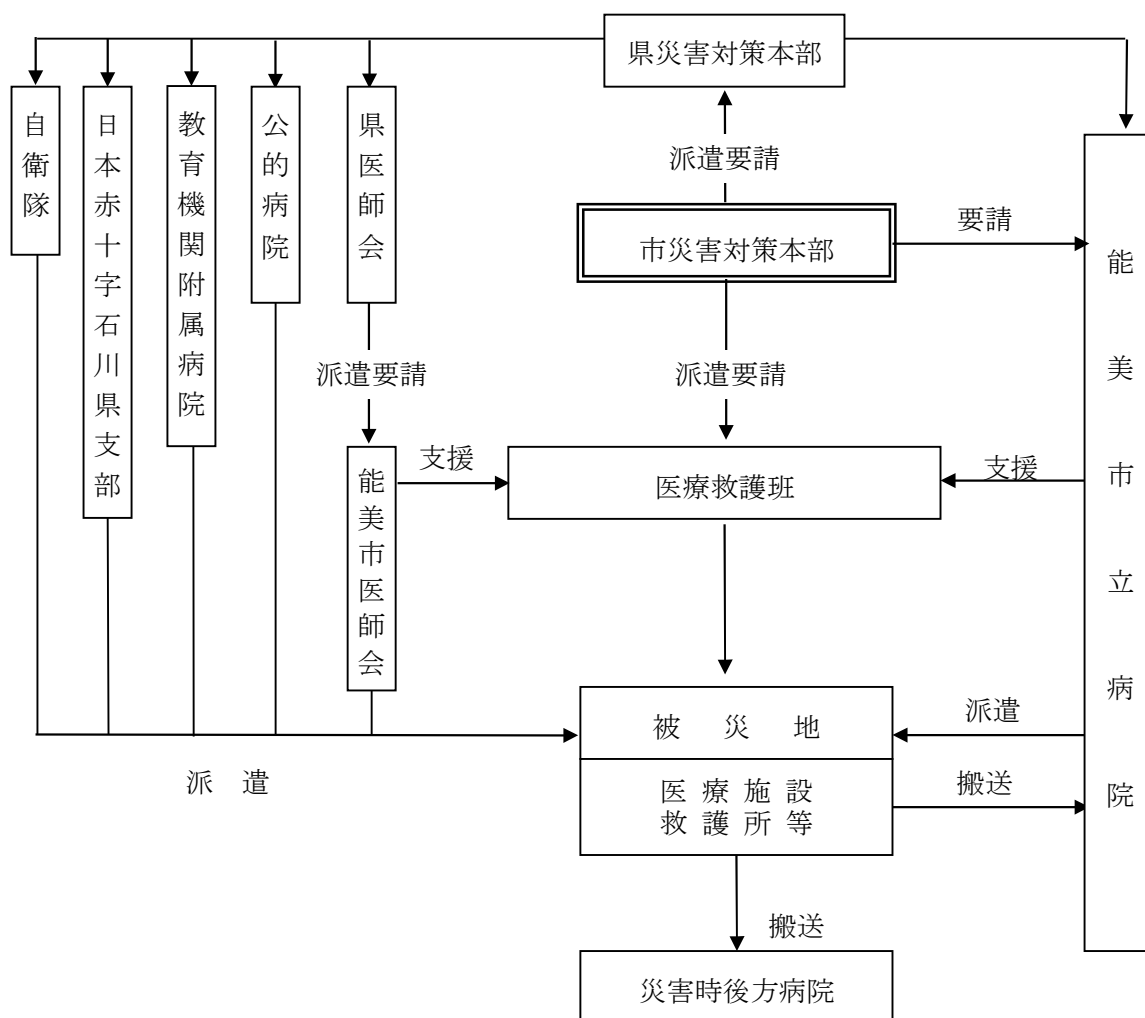 県災害対策本部
自衛隊
日本赤十字石川県支部
教育機関附属病院
公的病院
県医師会
派遣要請
市災害対策本部
要請
能美市立病院
派遣要請
派遣要請
能美市医師会
支援
医療救護班
支援
被災地
派遣
派遣
医療施設
救護所等
搬送
搬送
災害時後方病院